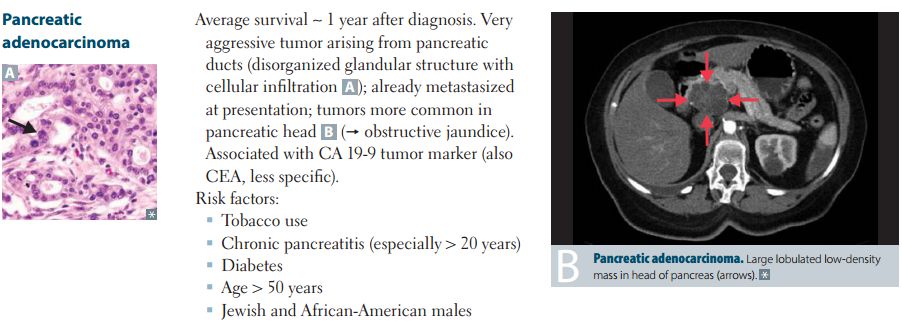 Pancreatic
adenocarcinoma
A
Average survival ~ 1 year after diagnosis. Very
aggressive tumor arising from pancreatic
ducts (disorganized glandular structure with
cellular infiltration A); already metastasized
at presentation; tumors more common in
pancreatic head B (→ obstructive jaundice).
Associated with CA 19-9 tumor marker (also
CEA, less specific).
Risk factors:
▪ Tobacco use
▪ Chronic pancreatitis (especially > 20 years)
▪ Diabetes
▪ Age > 50 years
▪ Jewish and African-American males
B
Pancreatic adenocarcinoma. Large lobulated low-density
mass in head of pancreas (arrows).